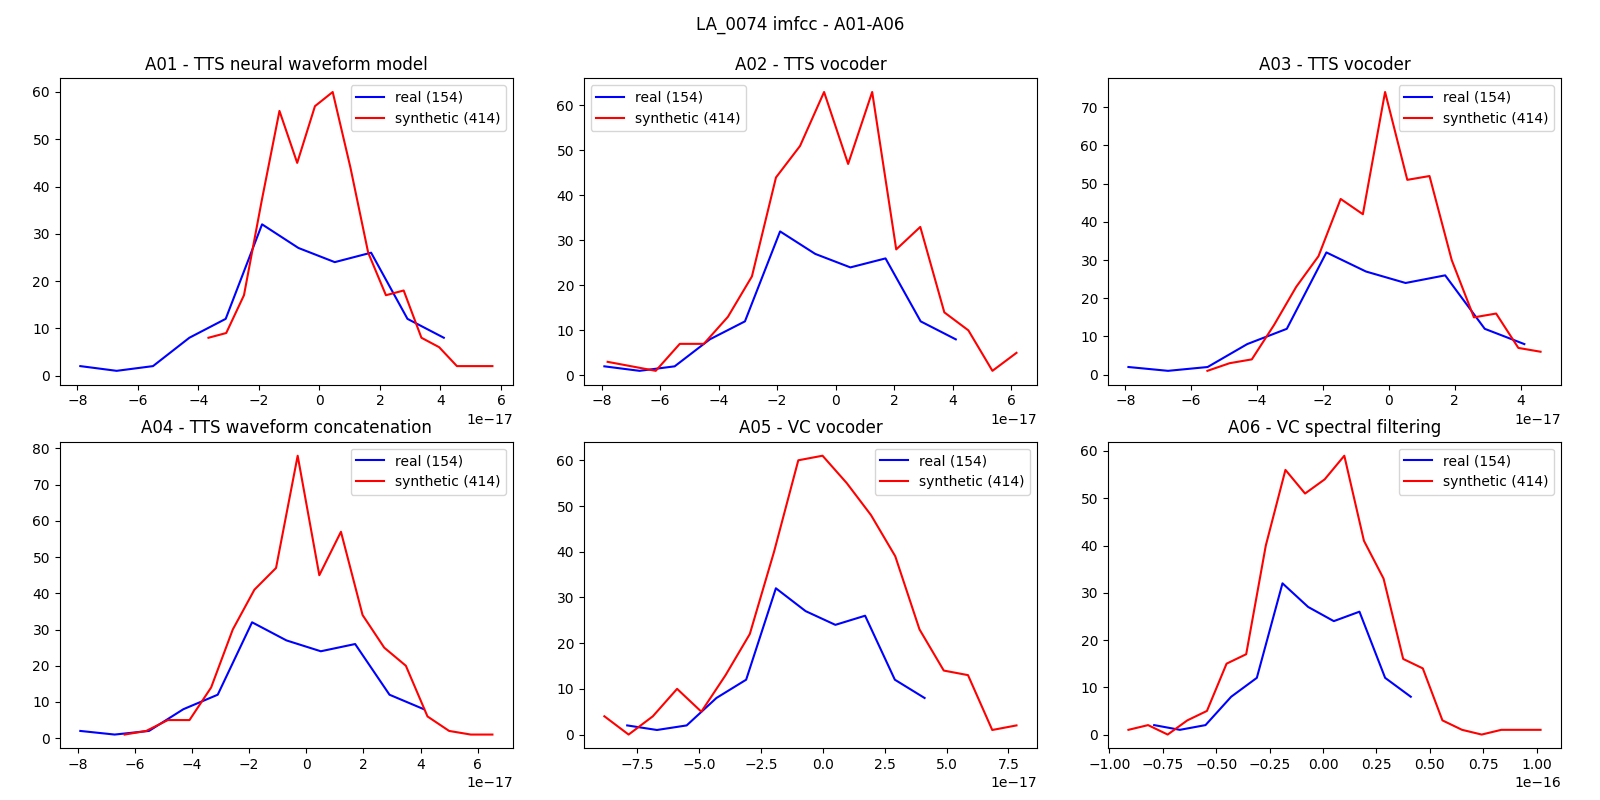 LA_0074 imfcc - A01-A06
A01 - TTS neural waveform model
real (154)
synthetic (414)
60
50
40
30
20
10
0
−8 −6 −4 −2 0 2 4 6
1e−17
A02 - TTS vocoder
real (154)
synthetic (414)
60
50
40
30
20
10
0
−8 −6 −4 −2 0 2 4 6
1e−17
A03 - TTS vocoder
real (154)
synthetic (414)
70
60
50
40
30
20
10
0
−8 −6 −4 −2 0 2 4
1e−17
A04 - TTS waveform concatenation
real (154)
synthetic (414)
80
70
60
50
40
30
20
10
0
−8 −6 −4 −2 0 2 4 6
1e−17
A05 - VC vocoder
real (154)
synthetic (414)
60
50
40
30
20
10
0
−7.5 −5.0 −2.5 0.0 2.5 5.0 7.5
1e−17
A06 - VC spectral filtering
real (154)
synthetic (414)
60
50
40
30
20
10
0
−1.00 −0.75 −0.50 −0.25 0.00 0.25 0.50 0.75 1.00
1e−16